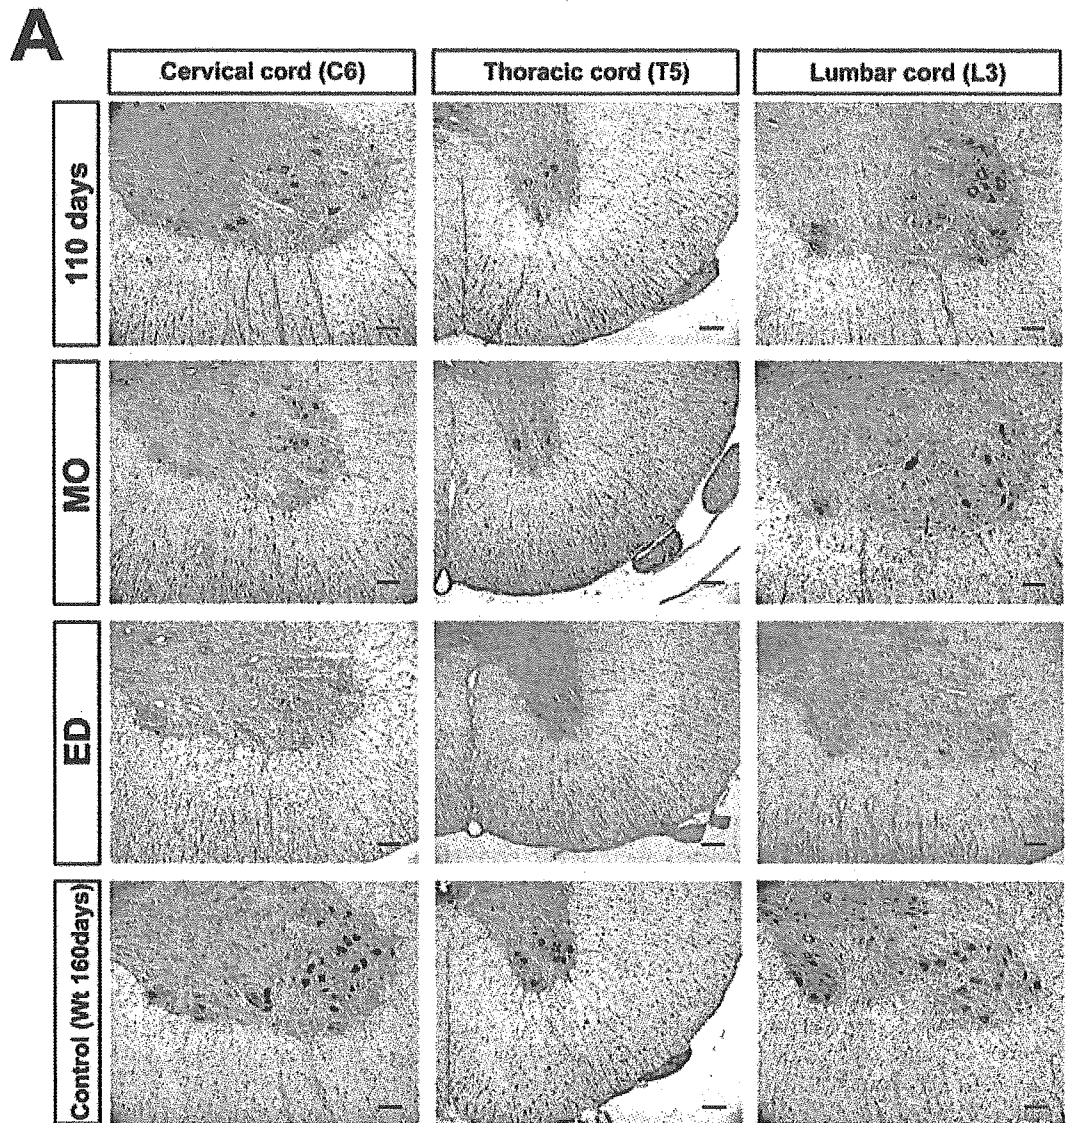 A
Cervical cord (C6)
Thoracic cord (T5)
Lumbar cord (L3)
110 days
MO
ED
Control (Wt 160days)